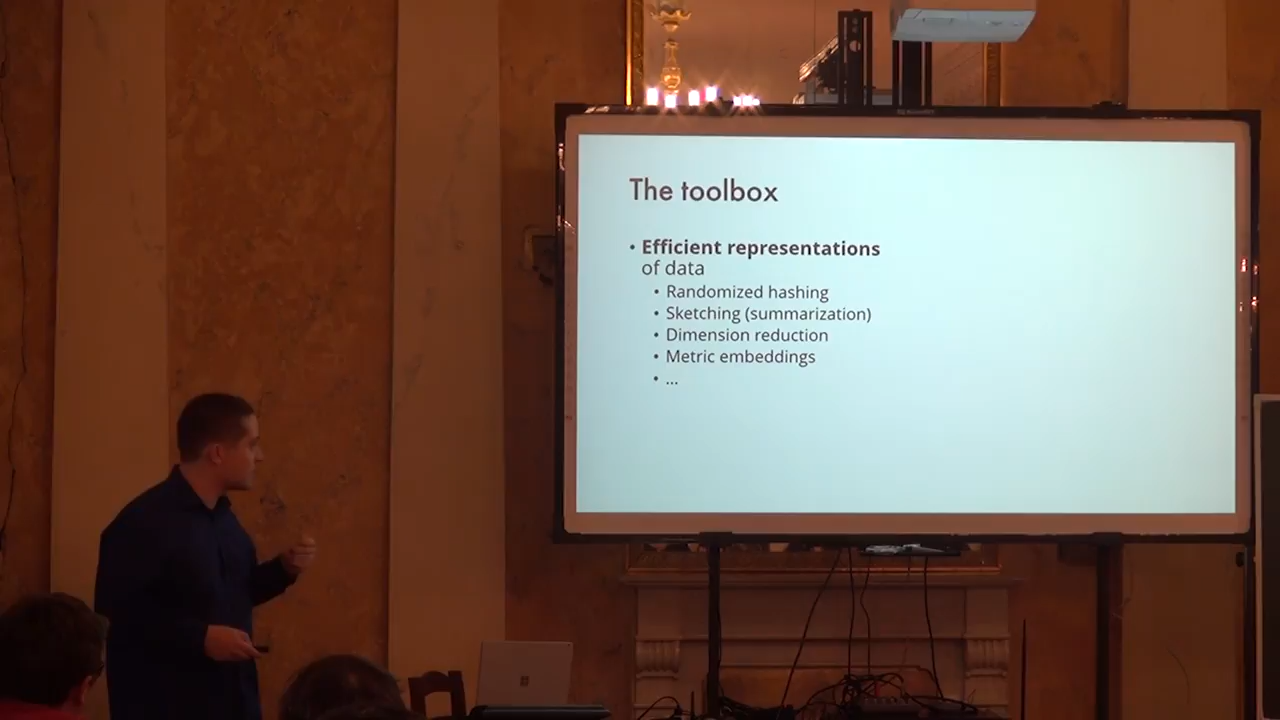 The toolbox
• Efficient representations
of data
• Randomized hashing
• Sketching (summarization)
• Dimension reduction
• Metric embeddings
• ...